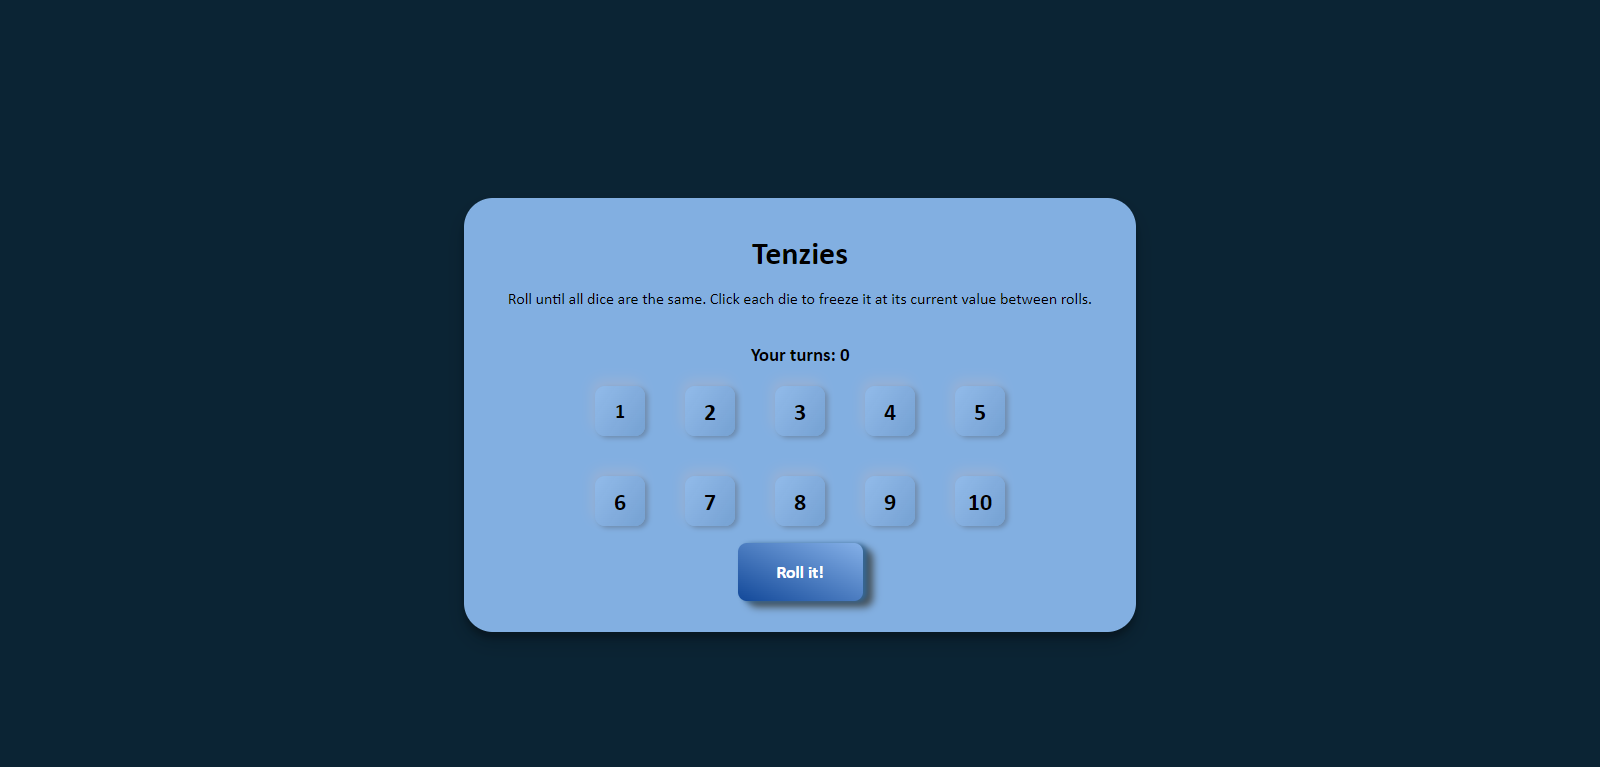 Tenzies
Roll until all dice are the same. Click each die to freeze it at its current value between rolls.
Your turns: 0
1 2 3 4 5
6 7 8 9 10
Roll it!